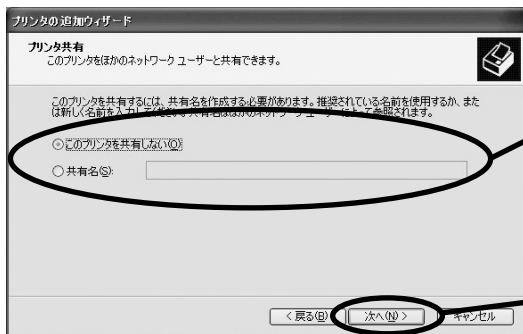 プリンタの追加ウィザード
プリンタ共有
このプリンタをほかのネットワーク ユーザーと共有できます。
このプリンタを共有するには、共有名を作成する必要があります。推奨されている名前を使用するか、また
は新しい名前を入力してください。共有名はほかのネットワーク ユーザーによって参照されます。
このプリンタを共有しない(O)
共有名(S):
< 戻る(B)
次へ(N) >
キャンセル